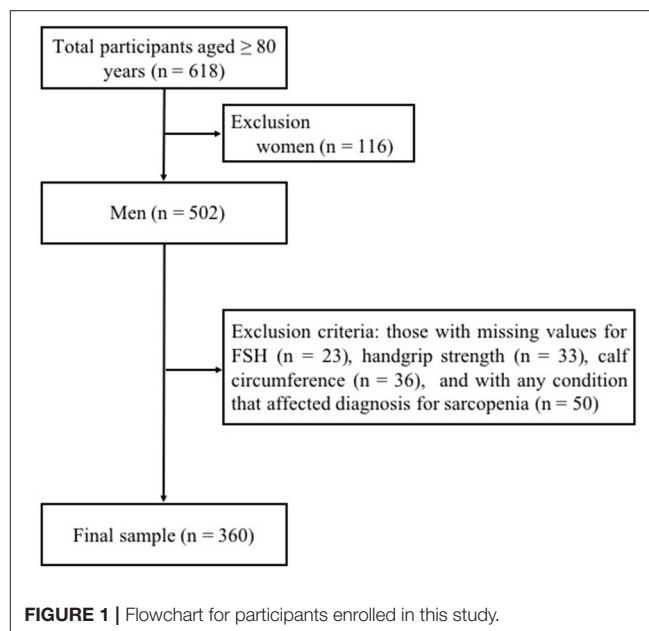 Total participants aged ≥ 80
years (n = 618)
Exclusion
women (n = 116)
Men (n = 502)
Exclusion criteria: those with missing values for
FSH (n = 23), handgrip strength (n = 33), calf
circumference (n = 36), and with any condition
that affected diagnosis for sarcopenia (n = 50)
Final sample (n = 360)
FIGURE 1 | Flowchart for participants enrolled in this study.